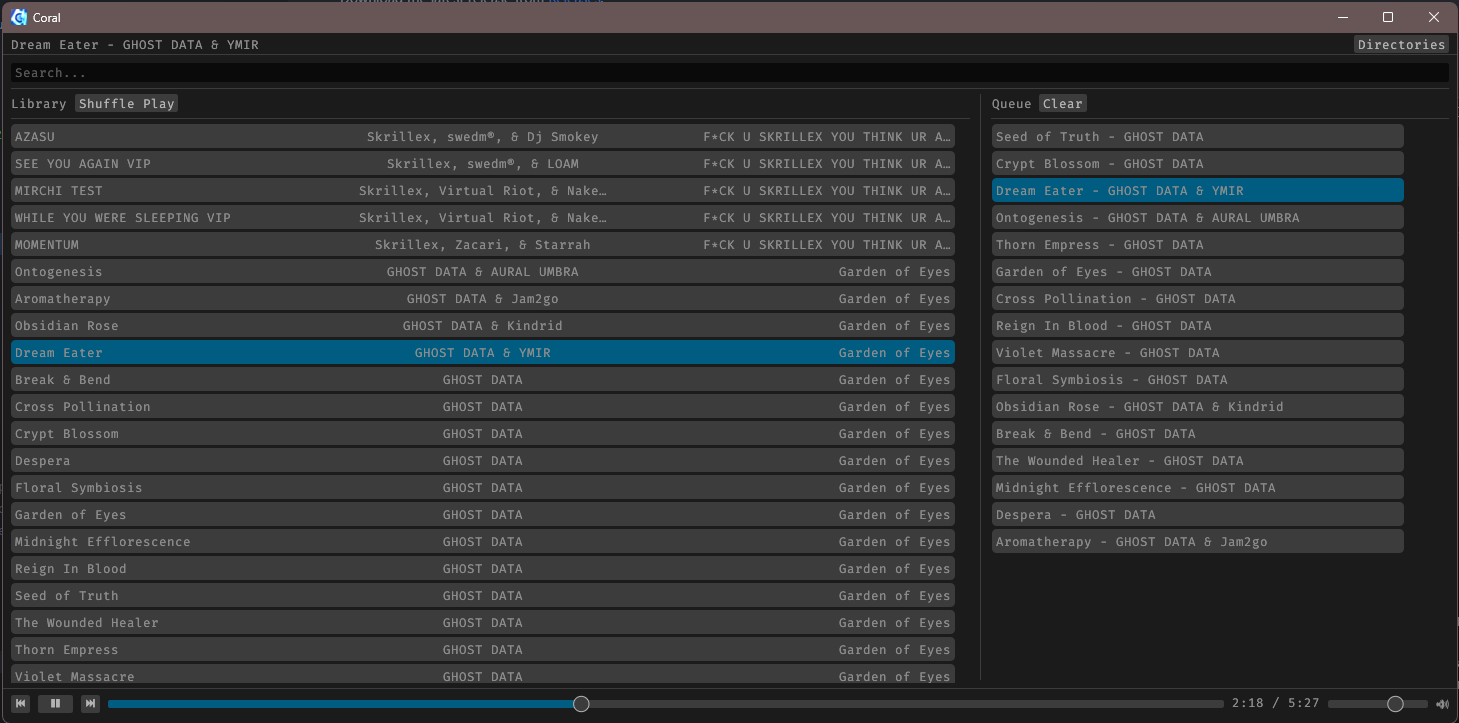 Coral
Dream Eater - GHOST DATA & YMIR Directories
Search...
Library Shuffle Play
AZASU Skrillex, swedm®, & Dj Smokey F*CK U SKRILLEX YOU THINK UR A…
SEE YOU AGAIN VIP Skrillex, swedm®, & LOAM F*CK U SKRILLEX YOU THINK UR A…
MIRCHI TEST Skrillex, Virtual Riot, & Nake… F*CK U SKRILLEX YOU THINK UR A…
WHILE YOU WERE SLEEPING VIP Skrillex, Virtual Riot, & Nake… F*CK U SKRILLEX YOU THINK UR A…
MOMENTUM Skrillex, Zacari, & Starrah F*CK U SKRILLEX YOU THINK UR A…
Ontogenesis GHOST DATA & AURAL UMBRA Garden of Eyes
Aromatherapy GHOST DATA & Jam2go Garden of Eyes
Obsidian Rose GHOST DATA & Kindrid Garden of Eyes
Dream Eater GHOST DATA & YMIR Garden of Eyes
Break & Bend GHOST DATA Garden of Eyes
Cross Pollination GHOST DATA Garden of Eyes
Crypt Blossom GHOST DATA Garden of Eyes
Despera GHOST DATA Garden of Eyes
Floral Symbiosis GHOST DATA Garden of Eyes
Garden of Eyes GHOST DATA Garden of Eyes
Midnight Efflorescence GHOST DATA Garden of Eyes
Reign In Blood GHOST DATA Garden of Eyes
Seed of Truth GHOST DATA Garden of Eyes
The Wounded Healer GHOST DATA Garden of Eyes
Thorn Empress GHOST DATA Garden of Eyes
Violet Massacre GHOST DATA Garden of Eyes
Queue Clear
Seed of Truth - GHOST DATA
Crypt Blossom - GHOST DATA
Dream Eater - GHOST DATA & YMIR
Ontogenesis - GHOST DATA & AURAL UMBRA
Thorn Empress - GHOST DATA
Garden of Eyes - GHOST DATA
Cross Pollination - GHOST DATA
Reign In Blood - GHOST DATA
Violet Massacre - GHOST DATA
Floral Symbiosis - GHOST DATA
Obsidian Rose - GHOST DATA & Kindrid
Break & Bend - GHOST DATA
The Wounded Healer - GHOST DATA
Midnight Efflorescence - GHOST DATA
Despera - GHOST DATA
Aromatherapy - GHOST DATA & Jam2go
2:18 / 5:27